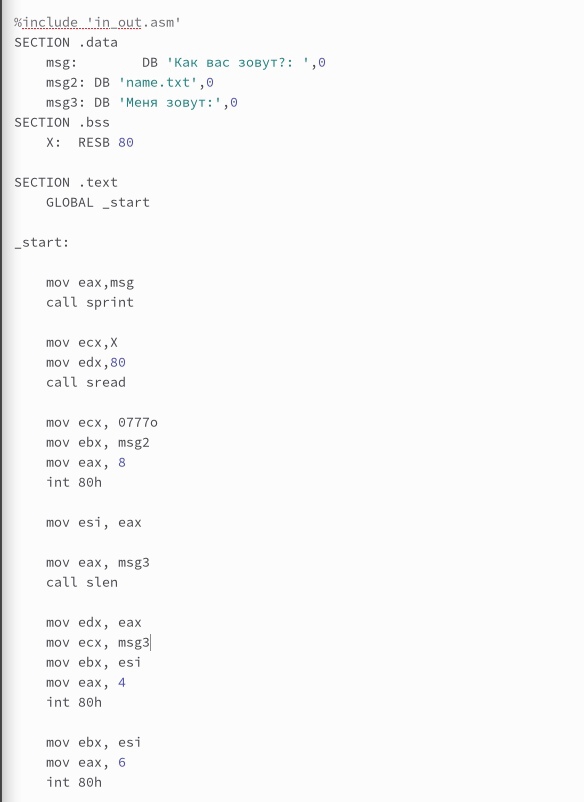 %include 'in_out.asm'
SECTION .data
    msg:        DB 'Как вас зовут?: ',0
    msg2: DB 'name.txt',0
    msg3: DB 'Меня зовут:',0
SECTION .bss
    X:  RESB 80
SECTION .text
    GLOBAL _start
_start:
    mov eax,msg
    call sprint
    mov ecx,X
    mov edx,80
    call sread
    mov ecx, 0777o
    mov ebx, msg2
    mov eax, 8
    int 80h
    mov esi, eax
    mov eax, msg3
    call slen
    mov edx, eax
    mov ecx, msg3
    mov ebx, esi
    mov eax, 4
    int 80h
    mov ebx, esi
    mov eax, 6
    int 80h